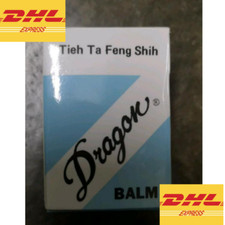 DHL
EXPRESS
Tieh Ta Feng Shih
Dragon®
BALM
DHL
EXPRESS